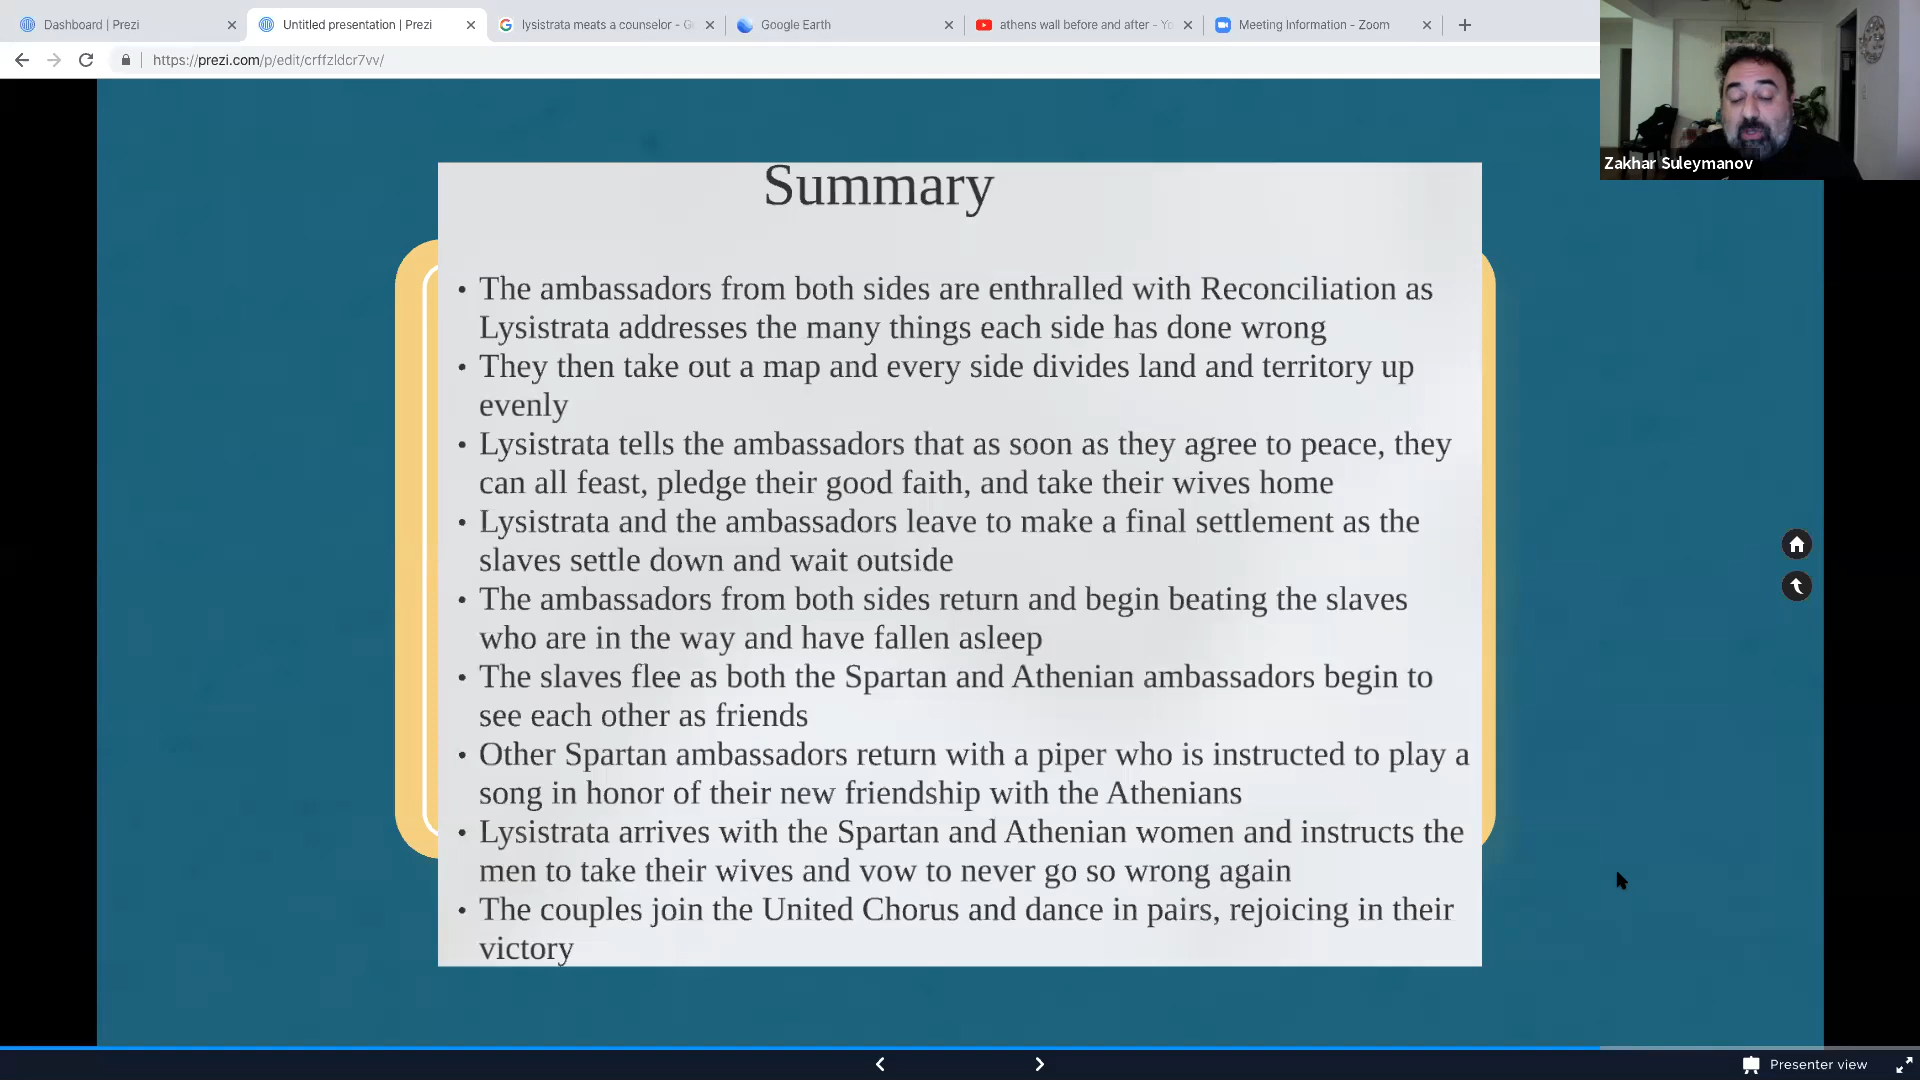 Dashboard | Prezi
Untitled presentation | Prezi
lysistrata meats a counselor - G
Google Earth
athens wall before and after - Yo
Meeting Information - Zoom
https://prezi.com/p/edit/crffzldcr7vv/
Zakhar Suleymanov
Summary
• The ambassadors from both sides are enthralled with Reconciliation as
Lysistrata addresses the many things each side has done wrong
• They then take out a map and every side divides land and territory up
evenly
• Lysistrata tells the ambassadors that as soon as they agree to peace, they
can all feast, pledge their good faith, and take their wives home
• Lysistrata and the ambassadors leave to make a final settlement as the
slaves settle down and wait outside
• The ambassadors from both sides return and begin beating the slaves
who are in the way and have fallen asleep
• The slaves flee as both the Spartan and Athenian ambassadors begin to
see each other as friends
• Other Spartan ambassadors return with a piper who is instructed to play a
song in honor of their new friendship with the Athenians
• Lysistrata arrives with the Spartan and Athenian women and instructs the
men to take their wives and vow to never go so wrong again
• The couples join the United Chorus and dance in pairs, rejoicing in their
victory
Presenter view